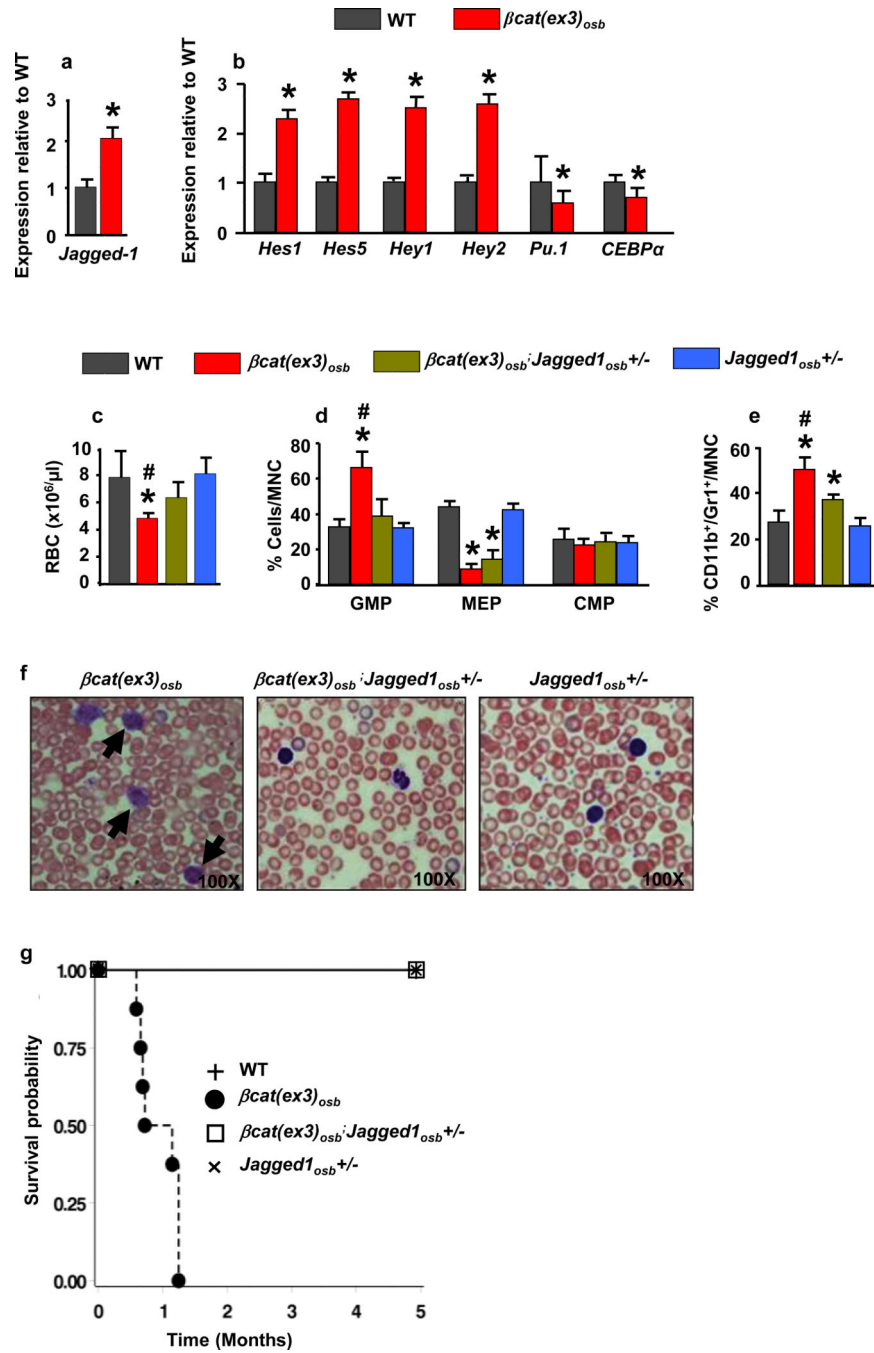 WT βcat(ex3)osb
a
Expression relative to WT
3
2
1
0
*
Jagged-1
b
Expression relative to WT
3
2
1
0
* * * * * *
Hes1 Hes5 Hey1 Hey2 Pu.1 CEBPα
WT βcat(ex3)osb βcat(ex3)osb;Jagged1osb+/- Jagged1osb+/-
c
RBC (x10⁶/µl)
10
8
6
4
2
0
#
*
d
% Cells/MNC
80
60
40
20
0
#
*
* *
GMP MEP CMP
e
% CD11b⁺/Gr1⁺/MNC
60
40
20
0
#
* *
f
βcat(ex3)osb βcat(ex3)osb;Jagged1osb+/- Jagged1osb+/-
100X 100X 100X
g
Survival probability
1.00
0.75
0.50
0.25
0.00
WT
βcat(ex3)osb
βcat(ex3)osb;Jagged1osb+/-
Jagged1osb+/-
0 1 2 3 4 5
Time (Months)